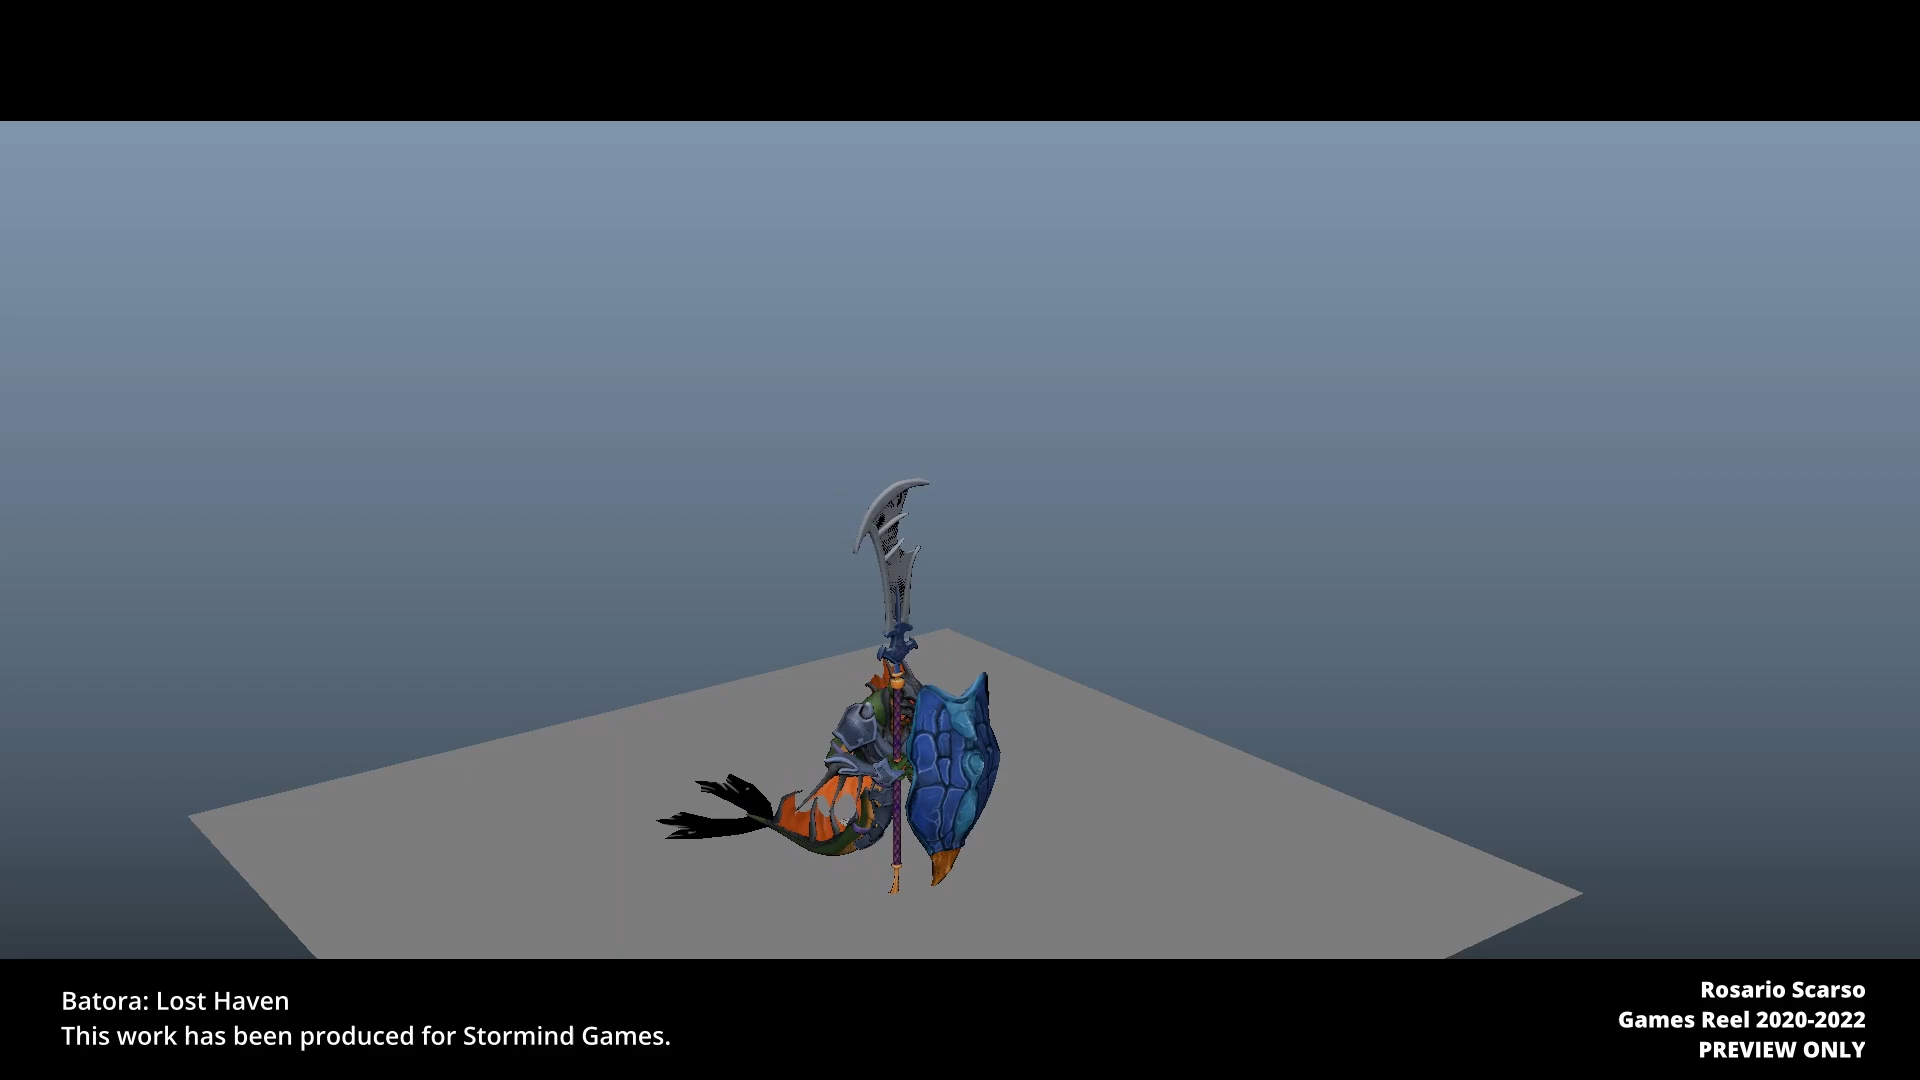 Batora: Lost Haven
This work has been produced for Stormind Games.
Rosario Scarso
Games Reel 2020-2022
PREVIEW ONLY